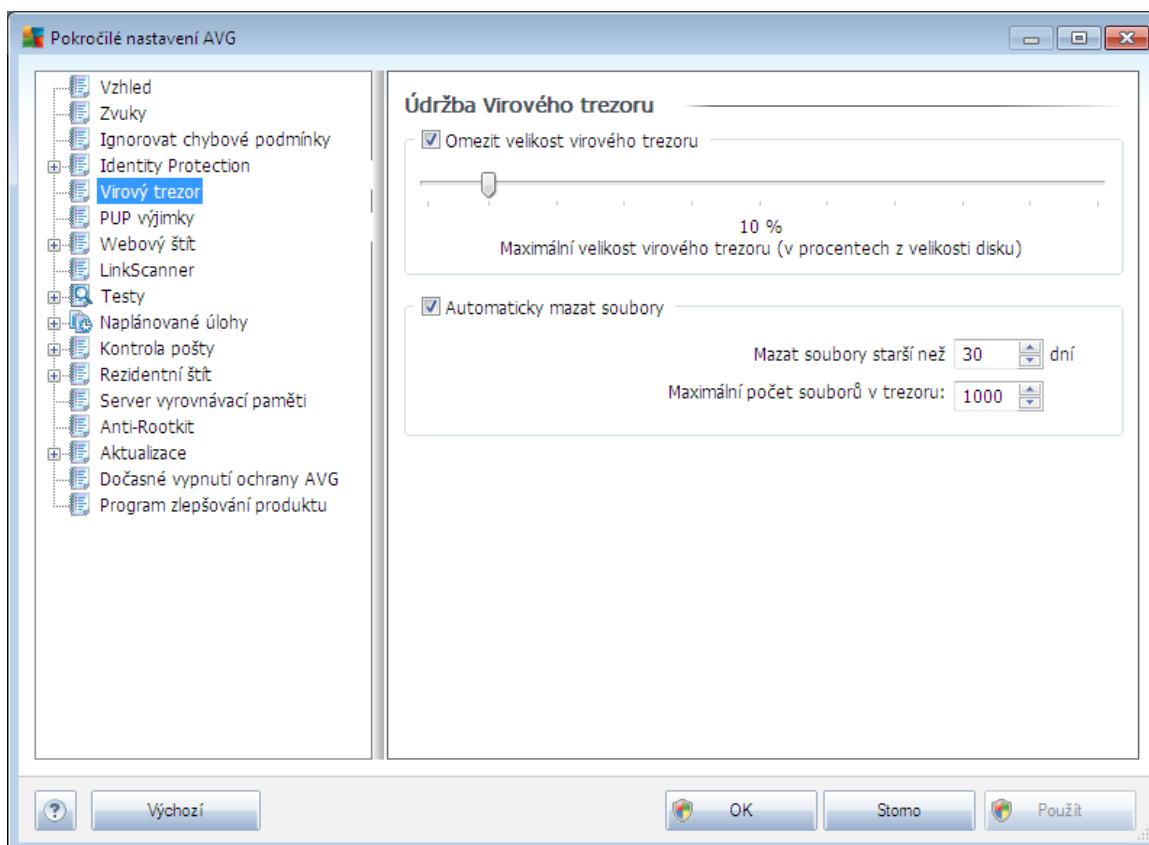 Pokročilé nastavení AVG
Vzhled
Zvuky
Ignorovat chybové podmínky
Identity Protection
Virový trezor
PUP výjimky
Webový štít
LinkScanner
Testy
Naplánované úlohy
Kontrola pošty
Rezidentní štít
Server vyrovnávací paměti
Anti-Rootkit
Aktualizace
Dočasné vypnutí ochrany AVG
Program zlepšování produktu
Údržba Virového trezoru
Omezit velikost virového trezoru
10 %
Maximální velikost virového trezoru (v procentech z velikosti disku)
Automaticky mazat soubory
Mazat soubory starší než 30 dní
Maximální počet souborů v trezoru: 1000
? Výchozí OK Stomo Použít